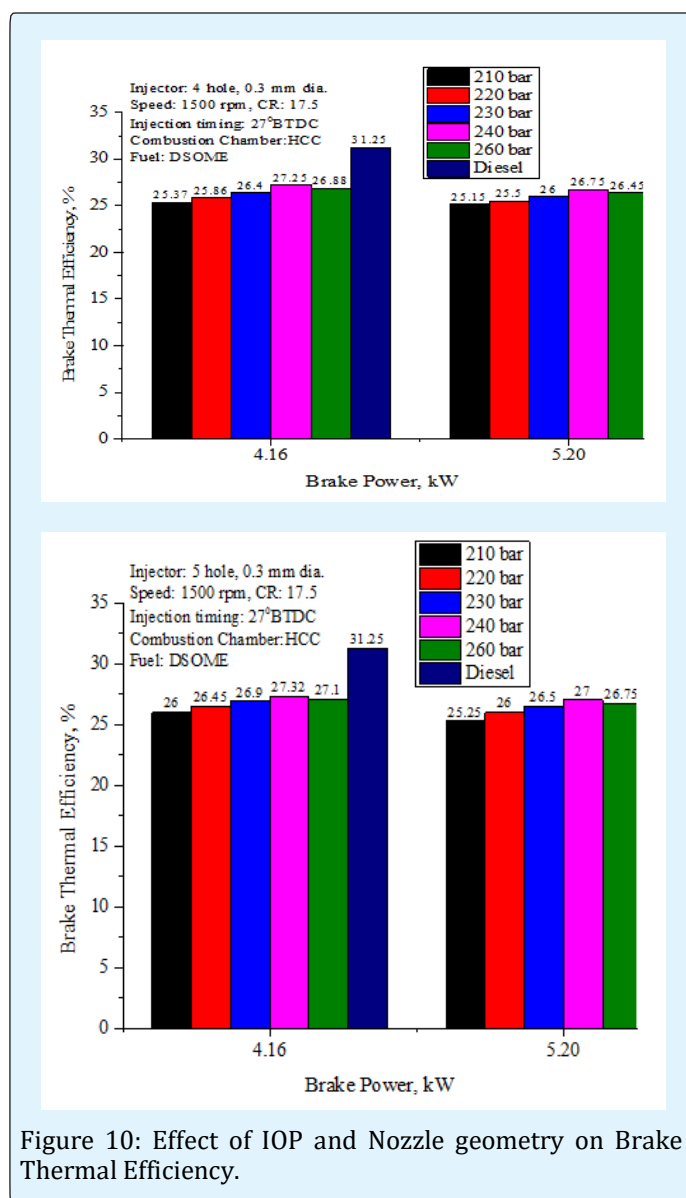 Injector: 4 hole, 0.3 mm dia.
Speed: 1500 rpm, CR: 17.5
Injection timing: 27⁰BTDC
Combustion Chamber:HCC
Fuel: DSOME
210 bar
220 bar
230 bar
240 bar
260 bar
Diesel
35
30
25
20
15
10
5
0
Brake Thermal Efficiency, %
25.37 25.86 26.4 27.25 26.88 31.25
25.15 25.5 26 26.75 26.45
4.16 5.20
Brake Power, kW
Injector: 5 hole, 0.3 mm dia.
Speed: 1500 rpm, CR: 17.5
Injection timing: 27⁰BTDC
Combustion Chamber:HCC
Fuel: DSOME
210 bar
220 bar
230 bar
240 bar
260 bar
Diesel
35
30
25
20
15
10
5
0
Brake Thermal Efficiency, %
26 26.45 26.9 27.32 27.1 31.25
25.25 26 26.5 27 26.75
4.16 5.20
Brake Power, kW
Figure 10: Effect of IOP and Nozzle geometry on Brake
Thermal Efficiency.